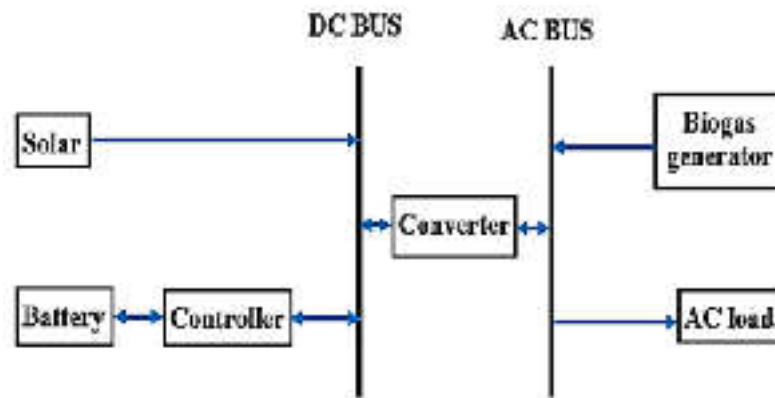 DC BUS
AC BUS
Solar
Biogas
generator
Converter
Battery
Controller
AC load